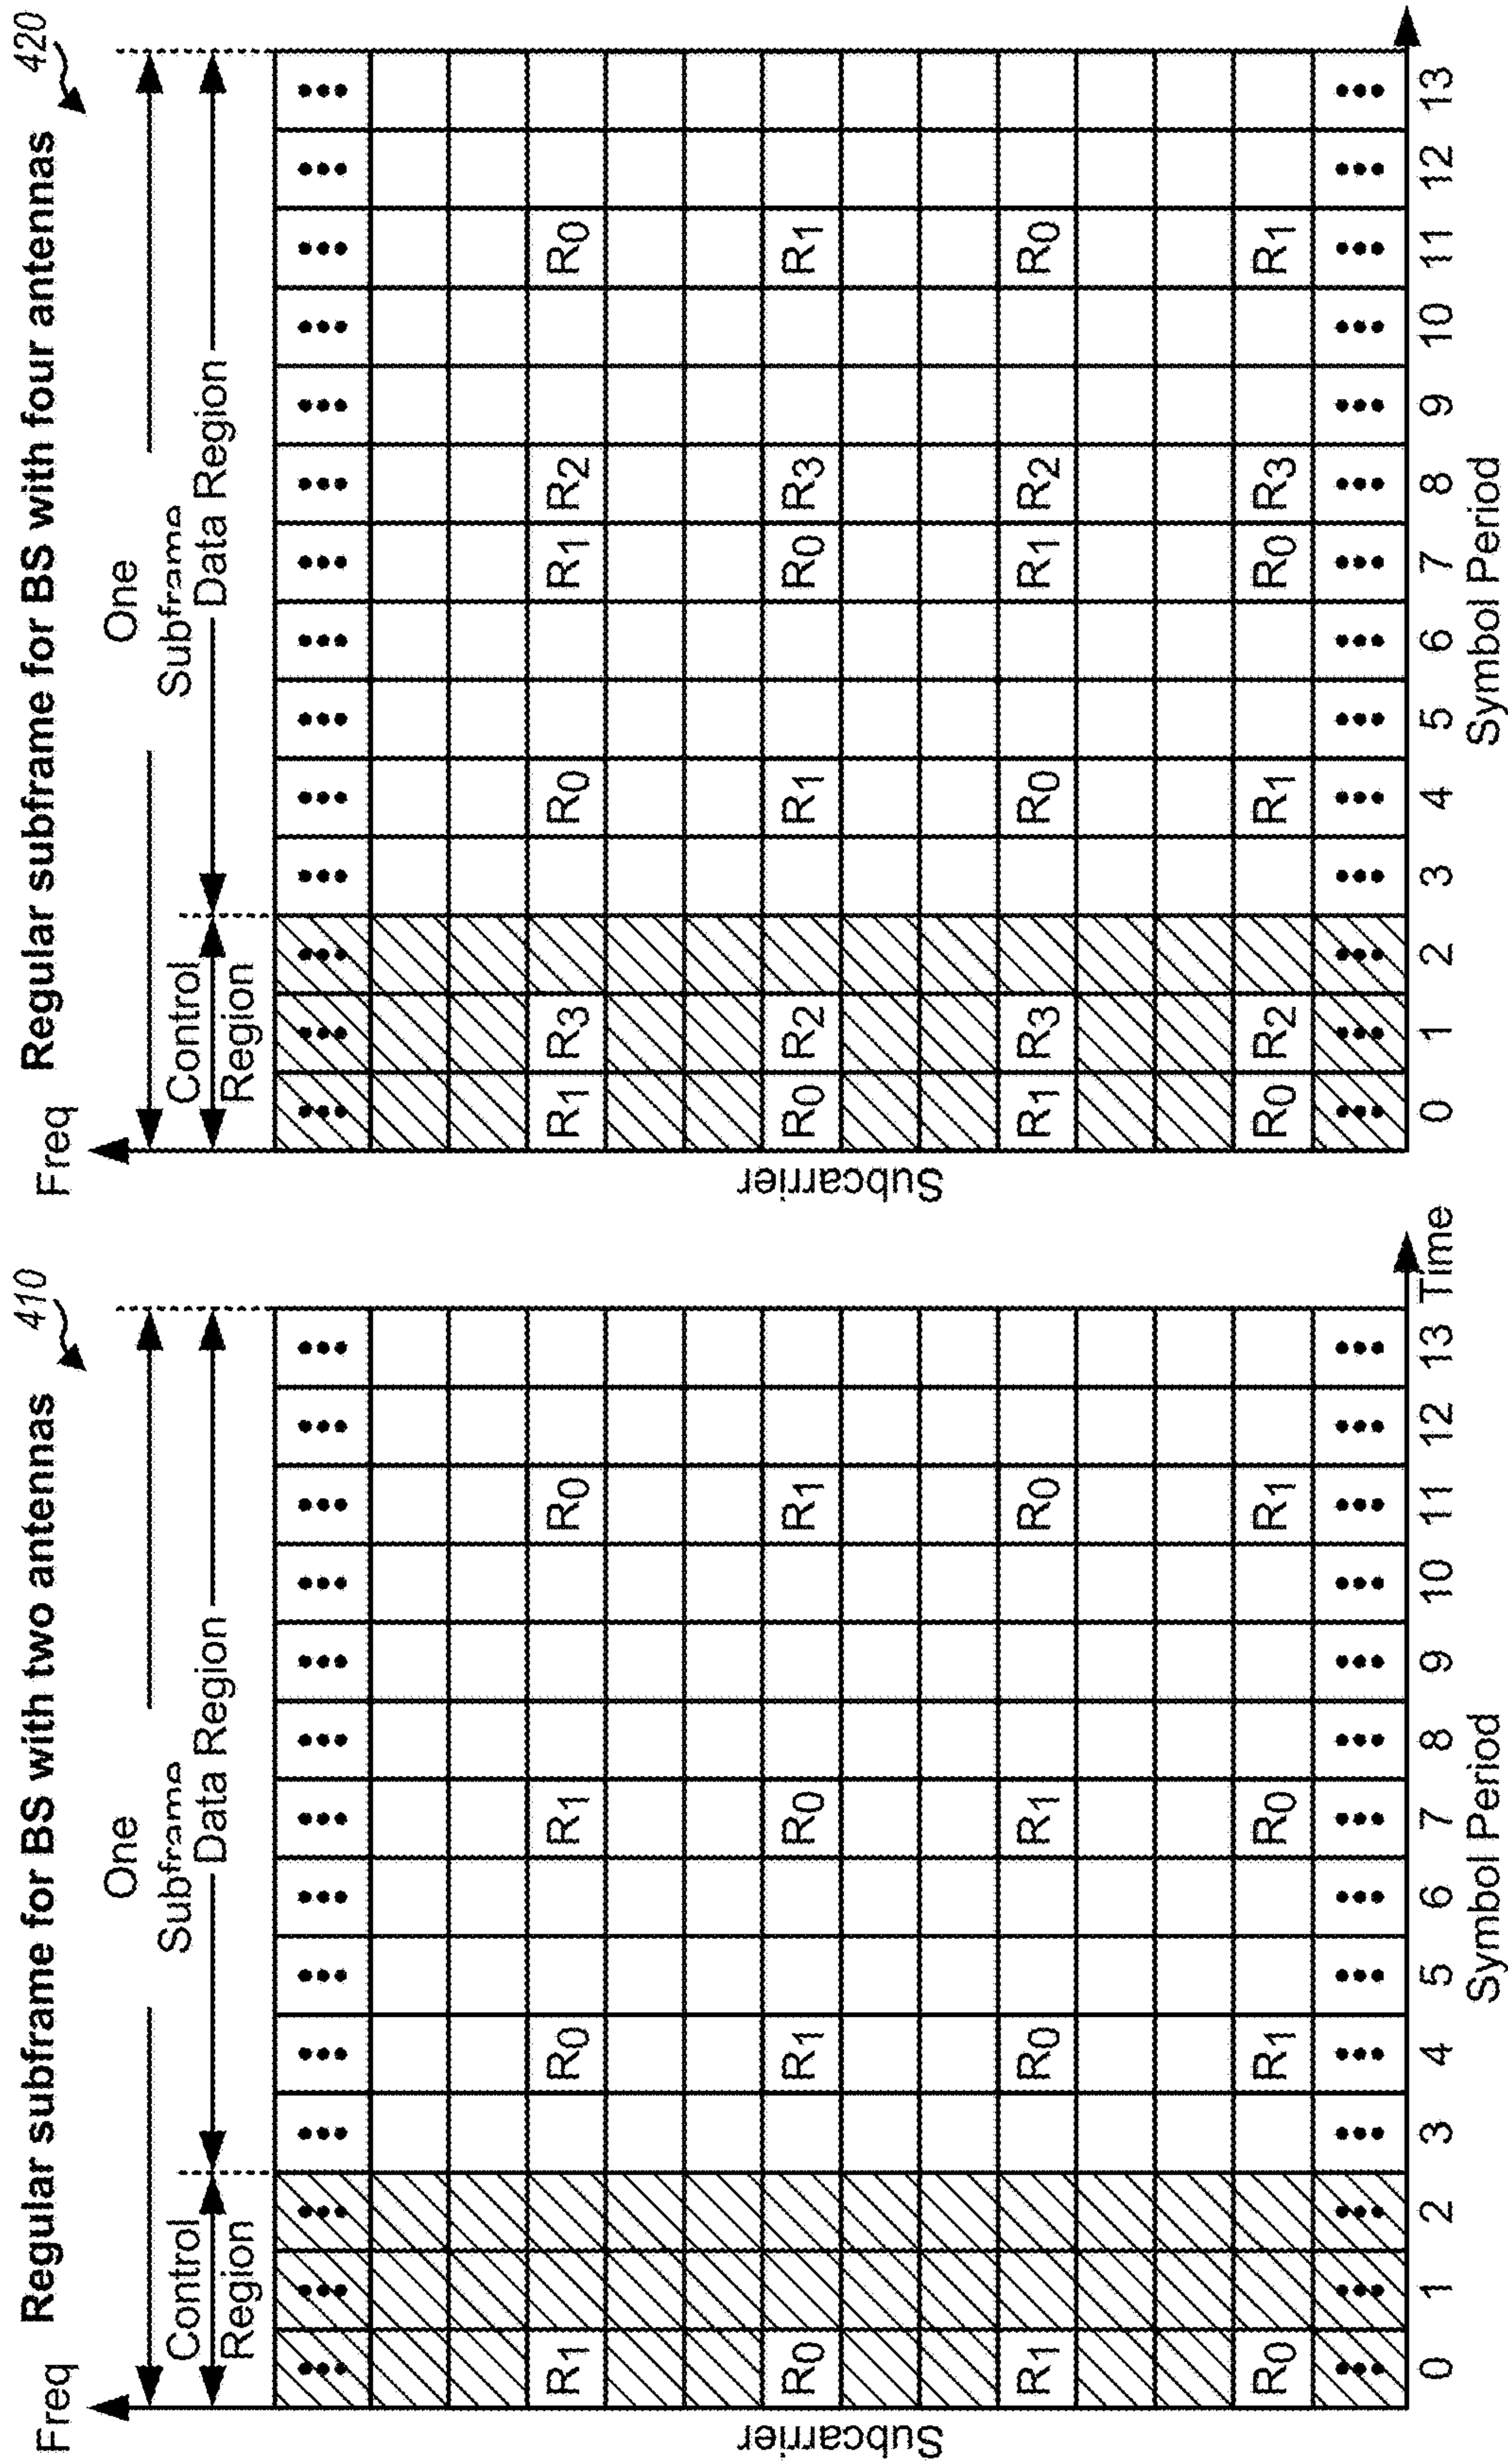 410
Regular subframe for BS with two antennas
Freq
One
Subframe
Control
Region
Data Region
Subcarrier
R1 R0 R1 R0
R0 R1 R0 R1
R1 R0 R1 R0
R0 R1 R0 R1
0 1 2 3 4 5 6 7 8 9 10 11 12 13
Time
Symbol Period
420
Regular subframe for BS with four antennas
Freq
One
Subframe
Control
Region
Data Region
Subcarrier
R1 R3 R0 R1 R2 R0
R0 R2 R1 R0 R3 R1
R1 R3 R0 R1 R2 R0
R0 R2 R1 R0 R3 R1
0 1 2 3 4 5 6 7 8 9 10 11 12 13
Symbol Period